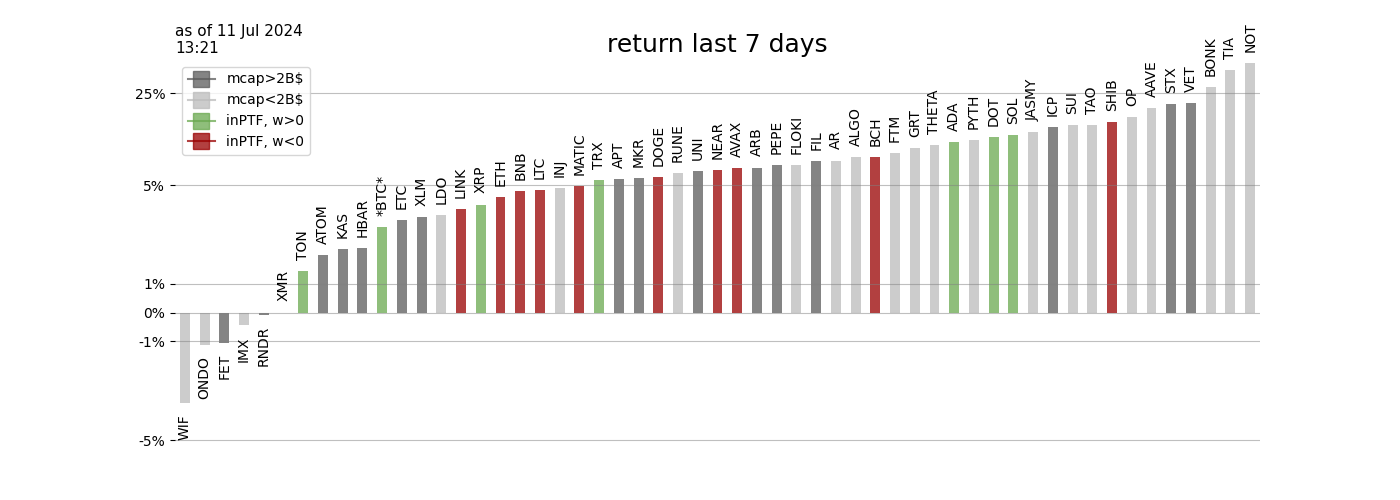 as of 11 Jul 2024
13:21
return last 7 days
mcap>2B$
mcap<2B$
inPTF, w>0
inPTF, w<0
25%
5%
1%
0%
-1%
-5%
WIF
ONDO
FET
IMX
RNDR
XMR
TON
ATOM
KAS
HBAR
*BTC*
ETC
XLM
LDO
LINK
XRP
ETH
BNB
LTC
INJ
MATIC
TRX
APT
MKR
DOGE
RUNE
UNI
NEAR
AVAX
ARB
PEPE
FLOKI
FIL
AR
ALGO
BCH
FTM
GRT
THETA
ADA
PYTH
DOT
SOL
JASMY
ICP
SUI
TAO
SHIB
OP
AAVE
STX
VET
BONK
TIA
NOT